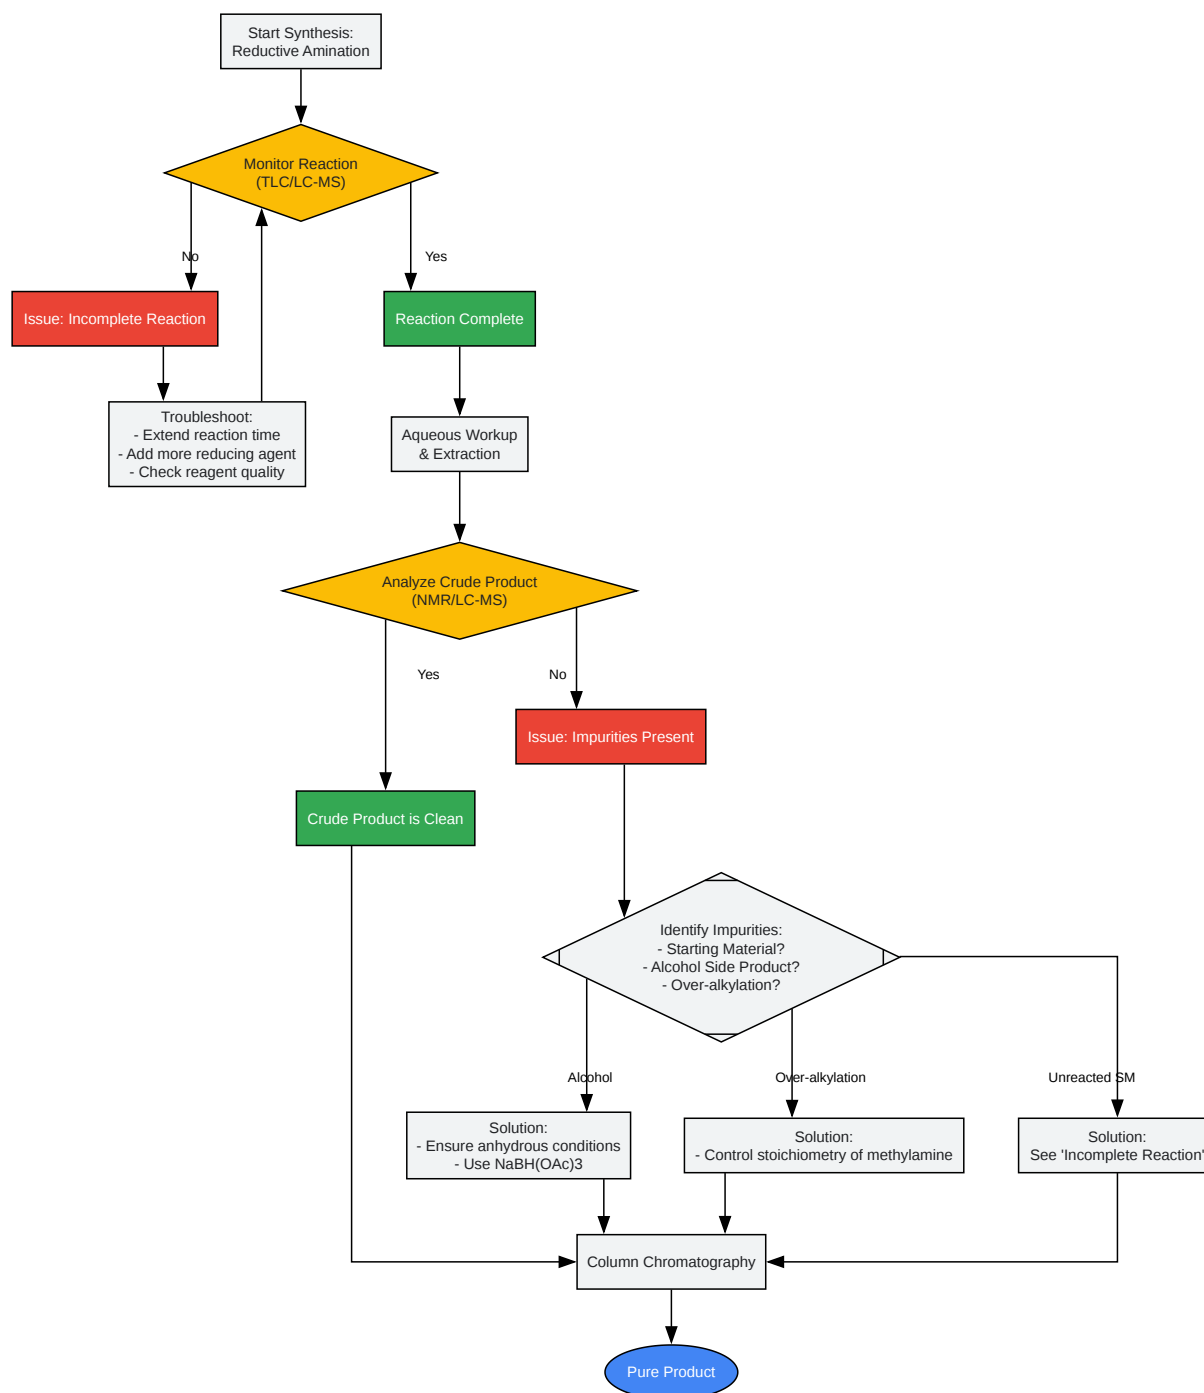 Start Synthesis:
Reductive Amination
Monitor Reaction
(TLC/LC-MS)
No
Yes
Issue: Incomplete Reaction
Reaction Complete
Troubleshoot:
- Extend reaction time
- Add more reducing agent
- Check reagent quality
Aqueous Workup
& Extraction
Analyze Crude Product
(NMR/LC-MS)
Yes
No
Issue: Impurities Present
Crude Product is Clean
Identify Impurities:
- Starting Material?
- Alcohol Side Product?
- Over-alkylation?
Alcohol
Over-alkylation
Unreacted SM
Solution:
- Ensure anhydrous conditions
- Use NaBH(OAc)3
Solution:
- Control stoichiometry of methylamine
Solution:
See 'Incomplete Reaction'
Column Chromatography
Pure Product